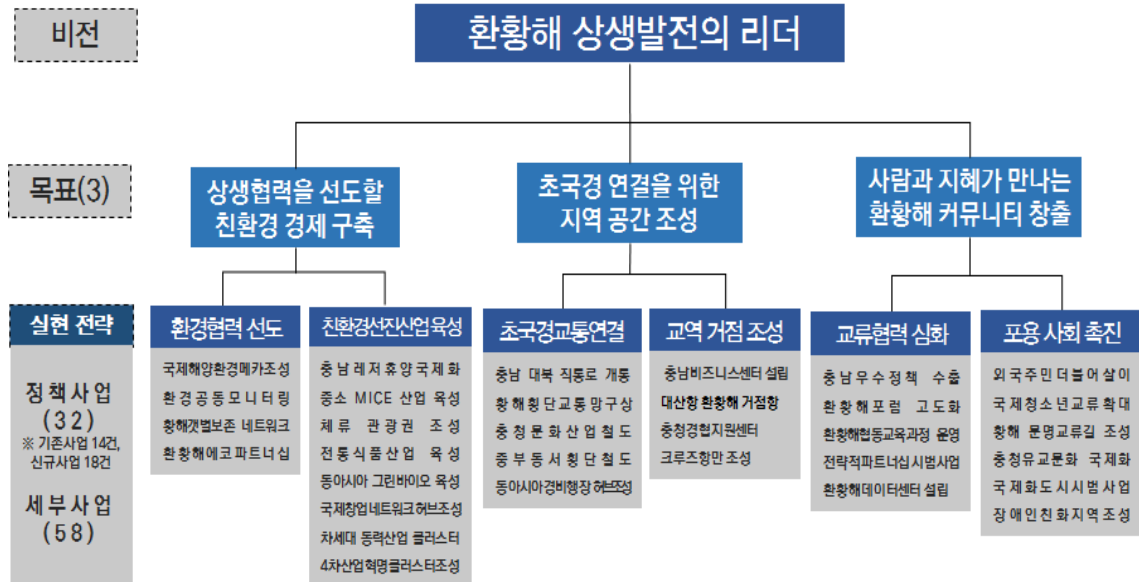 비전
환황해 상생발전의 리더
목표(3)
상생협력을 선도할
친환경 경제 구축
초국경 연결을 위한
지역 공간 조성
사람과 지혜가 만나는
환황해 커뮤니티 창출
실현 전략
정책사업
(32)
※ 기존사업 14건,
신규사업 18건
세부사업
(58)
환경협력 선도
국제해양환경메카조성
환경공동모니터링
황해갯벌보존 네트워크
환황해에코파트너십
친환경선진산업육성
충남레저휴양국제화
중소 MICE 산업 육성
체류 관광권 조성
전통식품산업 육성
동아시아 그린바이오 육성
국제창업네트워크허브조성
차세대 동력산업 클러스터
4차산업혁명클러스터조성
초국경교통연결
충남 대북 직통로 개통
황해횡단교통망구상
충청문화산업철도
중부동서횡단철도
동아시아경비행장 허브조성
교역 거점 조성
충남비즈니스센터 설립
대산항 환황해 거점항
충청경협지원센터
크루즈항만 조성
교류협력 심화
충남우수정책 수출
환황해포럼 고도화
환황해협동교육과정 운영
전략적파트너십시범사업
환황해데이터센터 설립
포용 사회 촉진
외국주민더불어살이
국제청소년교류확대
황해 문명교류길 조성
충청유교문화 국제화
국제화도시시범사업
장애인친화지역조성